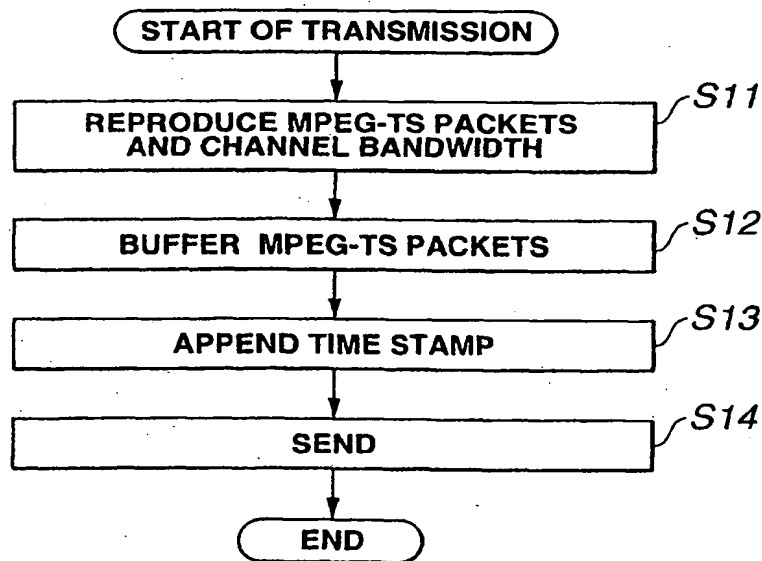 START OF TRANSMISSION
S11
REPRODUCE MPEG-TS PACKETS
AND CHANNEL BANDWIDTH
S12
BUFFER MPEG-TS PACKETS
S13
APPEND TIME STAMP
S14
SEND
END